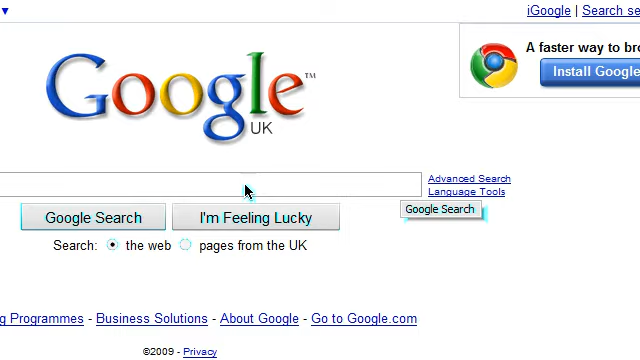 iGoogle | Search se
Google™
UK
A faster way to bro
Install Google
Advanced Search
Language Tools
Google Search
I'm Feeling Lucky
Google Search
Search: the web pages from the UK
g Programmes - Business Solutions - About Google - Go to Google.com
©2009 - Privacy